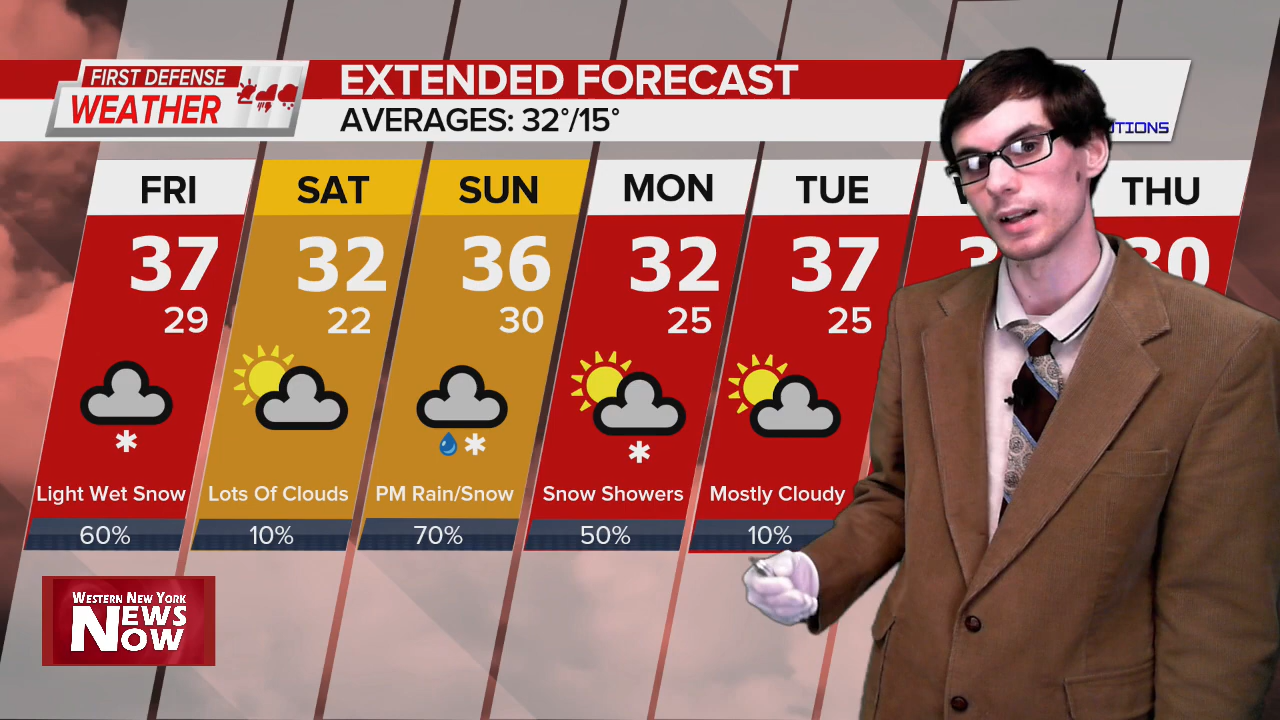 FIRST DEFENSE
WEATHER
EXTENDED FORECAST
AVERAGES: 32°/15°
FRI
SAT
SUN
MON
TUE
THU
37
32
36
32
37
29
22
30
25
25
Light Wet Snow
Lots Of Clouds
PM Rain/Snow
Snow Showers
Mostly Cloudy
60%
10%
70%
50%
10%
WESTERN NEW YORK
NEWS
NOW